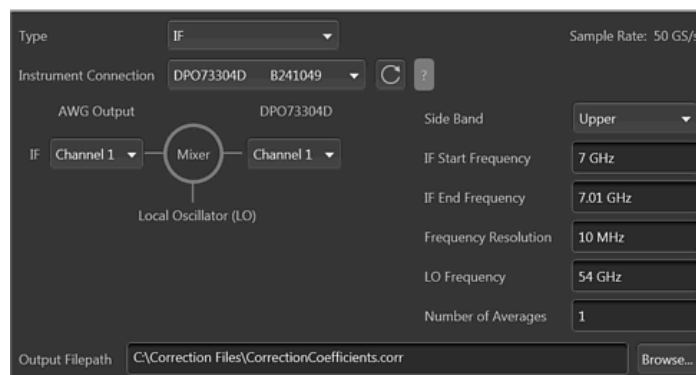 Type IF Sample Rate: 50 GS/s
Instrument Connection DPO73304D B241049 ?
AWG Output DPO73304D
IF Channel 1 Mixer Channel 1
Local Oscillator (LO)
Side Band Upper
IF Start Frequency 7 GHz
IF End Frequency 7.01 GHz
Frequency Resolution 10 MHz
LO Frequency 54 GHz
Number of Averages 1
Output Filepath C:\Correction Files\CorrectionCoefficients.corr Browse...